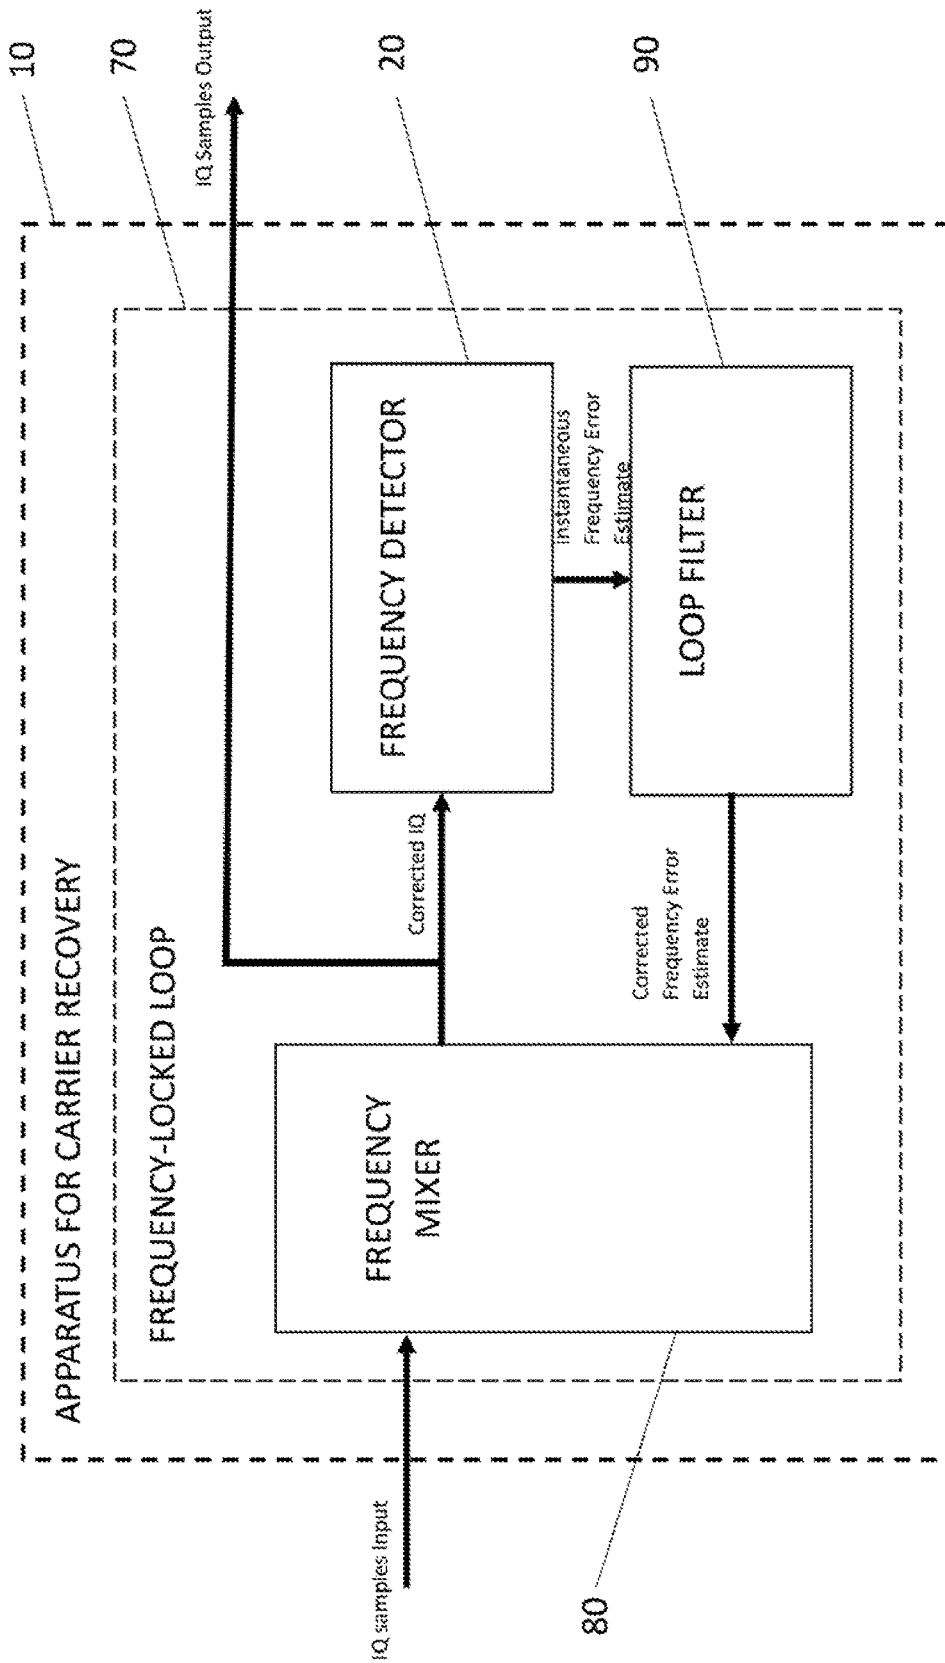 10
70
IQ Samples Output
20
90
APPARATUS FOR CARRIER RECOVERY
FREQUENCY-LOCKED LOOP
FREQUENCY DETECTOR
Instantaneous
Frequency Error
Estimate
LOOP FILTER
Corrected IQ
Corrected
Frequency Error
Estimate
FREQUENCY
MIXER
IQ samples Input
80